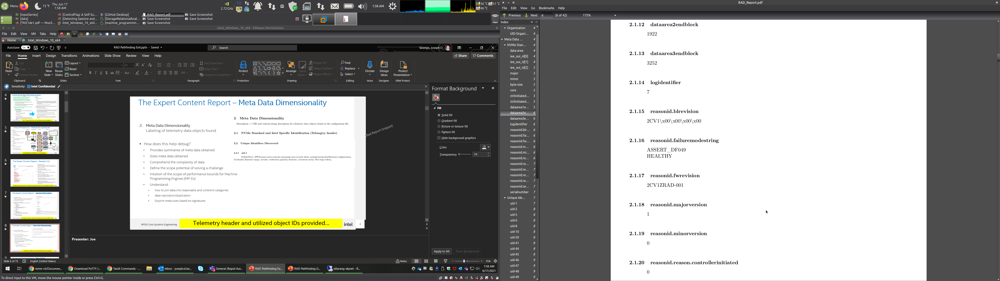 Menu
73 °F
Thu Jun 17
1:58 AM
2.72 GHz
EN
1:58 AM
36 °C
51 °C
46 °C
[inputSeries]
[data]
[TMZ1de1.pdf — Mozil...
[ControlFlag: A Self-Su...
[Detecting Spectre and...
Intel_Windows_10_x64...
[GitHub Desktop]
[StorageRelationalAnal...
[machine_programmin...
RAD_Report.pdf
Save Screenshot
Save Screenshot
Save Screenshot
Save Screenshot
Intel_Windows_10_x64 - VMware Workstation
File Edit View VM Tabs Help
Home
Intel_Windows_10_x64
AutoSave On
RAD Pathfinding Exit.pptx - Saved
Search
Tarango, Joseph D
File Home Insert Design Transitions Animations Slide Show Review View Help
Share
Comments
Paste
Cut
Copy
Format Painter
New Slide
Reuse Slides
Layout
Reset
Section
24
Text Direction
Align Text
Convert to SmartArt
Protect
Arrange
Quick Styles
Shape Fill
Shape Outline
Shape Effects
Find
Replace
Select
Dictate
Design Ideas
Protect Presentation
Clipboard
Slides
Font
Paragraph
Protection
Drawing
Editing
Voice
Designer
ERM Protect
Sensitivity: Intel Confidential
4
5
6
7
8
9
The Expert Content Report – Meta Data Dimensionality
2. Meta Data Dimensionality
Labeling of telemetry data objects found
How does this help debug?
Provides summaries of meta data obtained
Sizes meta data obtained
Comprehend the complexity of data
Define the scope potential of solving a challenge
Intuition of the scope of performance bounds for Machine
Programming Engines (MP-Es)
Understand:
how to join data into reasonable and coherent categories
data replication/duplication
Disjoint meta sizes based on signatures
2 Meta Data Dimensionality
Description := UID and content/sizing description for telemetry data objects found in the configuration file.
2.1 NVMe Standard and Intel Specific Identification (Telemetry header)
2.2 Unique Identifiers Discovered
2.2.1 uid-1
FwSideTrace: SPI firmware meta contents containing reuse security blobs, manufacturing identification/configurations,
bootloader/firmware image, security verification payload, firmware, activation status, PLI stage tokens,
(Rad Report Snippet)
NPSG Core Systems Engineering
Telemetry header and utilized object IDs provided...
intel.
8
Presenter: Joe
Format Background
Fill
Solid fill
Gradient fill
Picture or texture fill
Pattern fill
Hide background graphics
Color
Transparency
0%
Apply to All
Reset Background
Slide 8 of 73
English (United States)
Notes
75%
nvme-cli/Documen...
Download PuTTY: l...
Twidl Commands - ...
Inbox - joseph.d.tar...
General (Rapid Aut...
RAD Pathfinding Ex...
RAD Pathfinding G...
jdtarang-skynet - R...
1:58 AM
6/17/2021
To direct input to this VM, move the mouse pointer inside or press Ctrl+G.
RAD_Report.pdf
File Edit View Go Bookmarks Help
Previous
Next
6
(6 of 42)
175%
Index
Organization 4
UID Organi... 4
Meta Data ... 4
NVMe Stan... 4
data-area 4
iee_oui_id[0] 4
iee_oui_id[1] 4
iee_oui_id[2] 5
major 5
minor 5
byte-size 5
core 5
ctrlinitiated... 5
ctrlinitiated... 5
dataarea1e... 5
dataarea2e... 6
dataarea3e... 6
logidentifier 6
reasonid.blr... 6
reasonid.fai... 6
reasonid.fw... 6
reasonid.m... 6
reasonid.mi... 6
reasonid.re... 6
reasonid.re... 7
reasonid.re... 7
reasonid.re... 7
reasonid.re... 7
reasonid.se... 7
serialnumber 7
Unique Ide... 7
uid-1 7
uid-2 8
uid-5 8
uid-6 8
uid-8 8
uid-10 8
uid-20 8
uid-41 8
uid-44 8
uid-45 8
uid-46 9
uid-47 9
uid-48 9
uid-49 9
2.1.12 dataarea2endblock
1922
2.1.13 dataarea3endblock
3252
2.1.14 logidentifier
7
2.1.15 reasonid.blrevision
2CV1\x00\x00\x00\x00
2.1.16 reasonid.failuremodestring
ASSERT_DF049
HEALTHY
2.1.17 reasonid.fwrevision
2CV1ZRAD-001
2.1.18 reasonid.majorversion
1
2.1.19 reasonid.minorversion
0
2.1.20 reasonid.reason.controllerinitiated
0